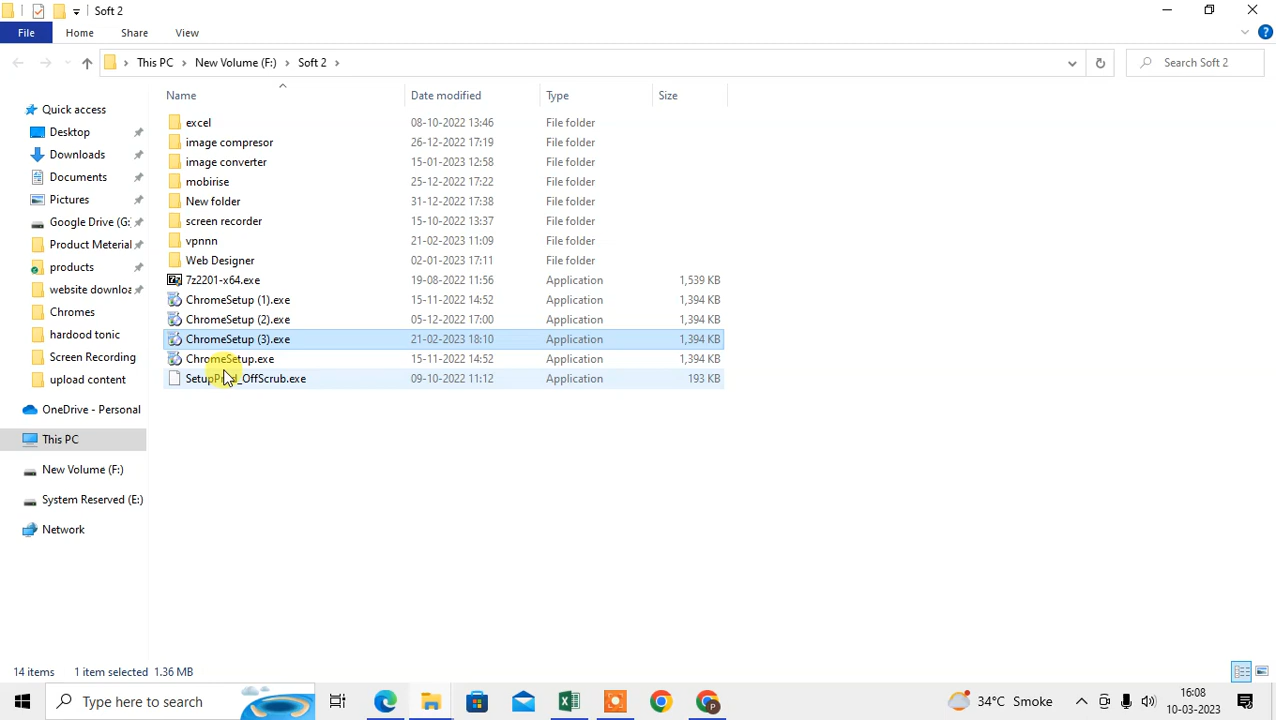 Soft 2
File Home Share View
This PC New Volume (F:) Soft 2 Search Soft 2
Name Date modified Type Size
Quick access
Desktop
Downloads
Documents
Pictures
Google Drive (G:
Product Material
products
website downloa
Chromes
hardood tonic
Screen Recording
upload content
OneDrive - Personal
This PC
New Volume (F:)
System Reserved (E:)
Network
excel 08-10-2022 13:46 File folder
image compresor 26-12-2022 17:19 File folder
image converter 15-01-2023 12:58 File folder
mobirise 25-12-2022 17:22 File folder
New folder 31-12-2022 17:38 File folder
screen recorder 15-10-2022 13:37 File folder
vpnnn 21-02-2023 11:09 File folder
Web Designer 02-01-2023 17:11 File folder
7z2201-x64.exe 19-08-2022 11:56 Application 1,539 KB
ChromeSetup (1).exe 15-11-2022 14:52 Application 1,394 KB
ChromeSetup (2).exe 05-12-2022 17:00 Application 1,394 KB
ChromeSetup (3).exe 21-02-2023 18:10 Application 1,394 KB
ChromeSetup.exe 15-11-2022 14:52 Application 1,394 KB
09-10-2022 11:12 Application 193 KB
14 items 1 item selected 1.36 MB
Type here to search
34°C Smoke
16:08
10-03-2023